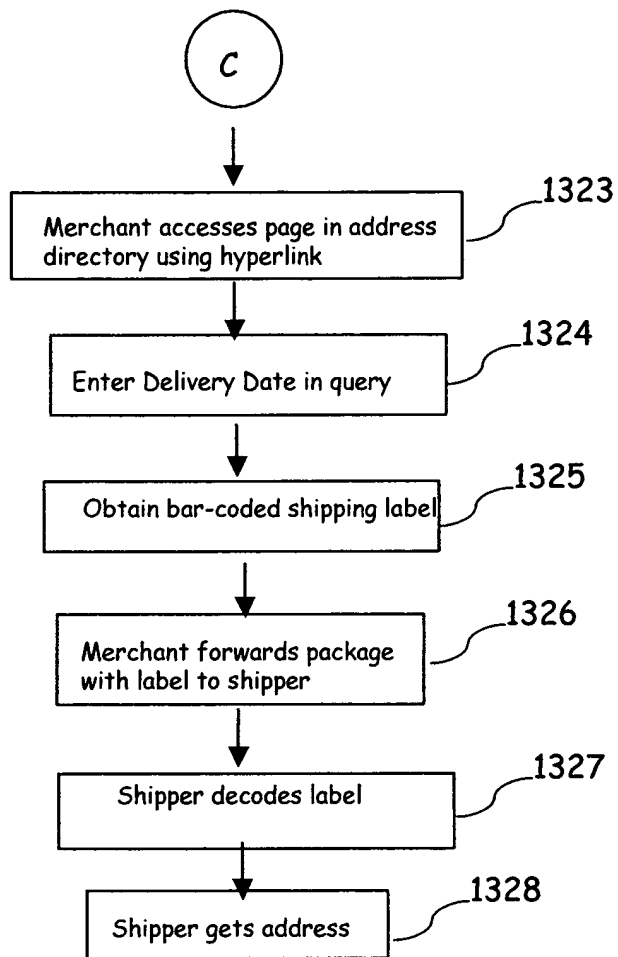 C
1323
Merchant accesses page in address
directory using hyperlink
1324
Enter Delivery Date in query
1325
Obtain bar-coded shipping label
1326
Merchant forwards package
with label to shipper
1327
Shipper decodes label
1328
Shipper gets address